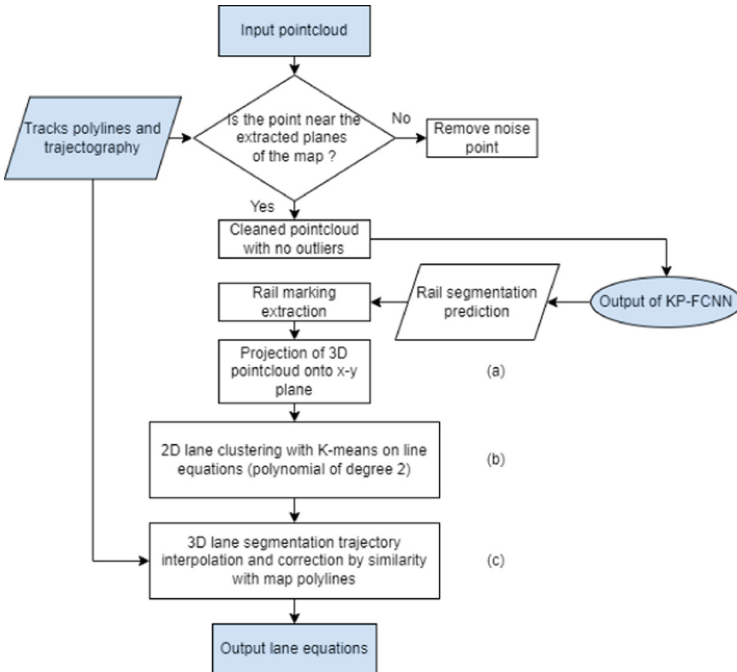 Input pointcloud
Is the point near the
extracted planes
of the map ?
No
Remove noise
point
Tracks polylines and
trajectography
Yes
Cleaned pointcloud
with no outliers
Output of KP-FCNN
Rail segmentation
prediction
Rail marking
extraction
Projection of 3D
pointcloud onto x-y
plane
(a)
2D lane clustering with K-means on line
equations (polynomial of degree 2)
(b)
3D lane segmentation trajectory
interpolation and correction by similarity
with map polylines
(c)
Output lane equations